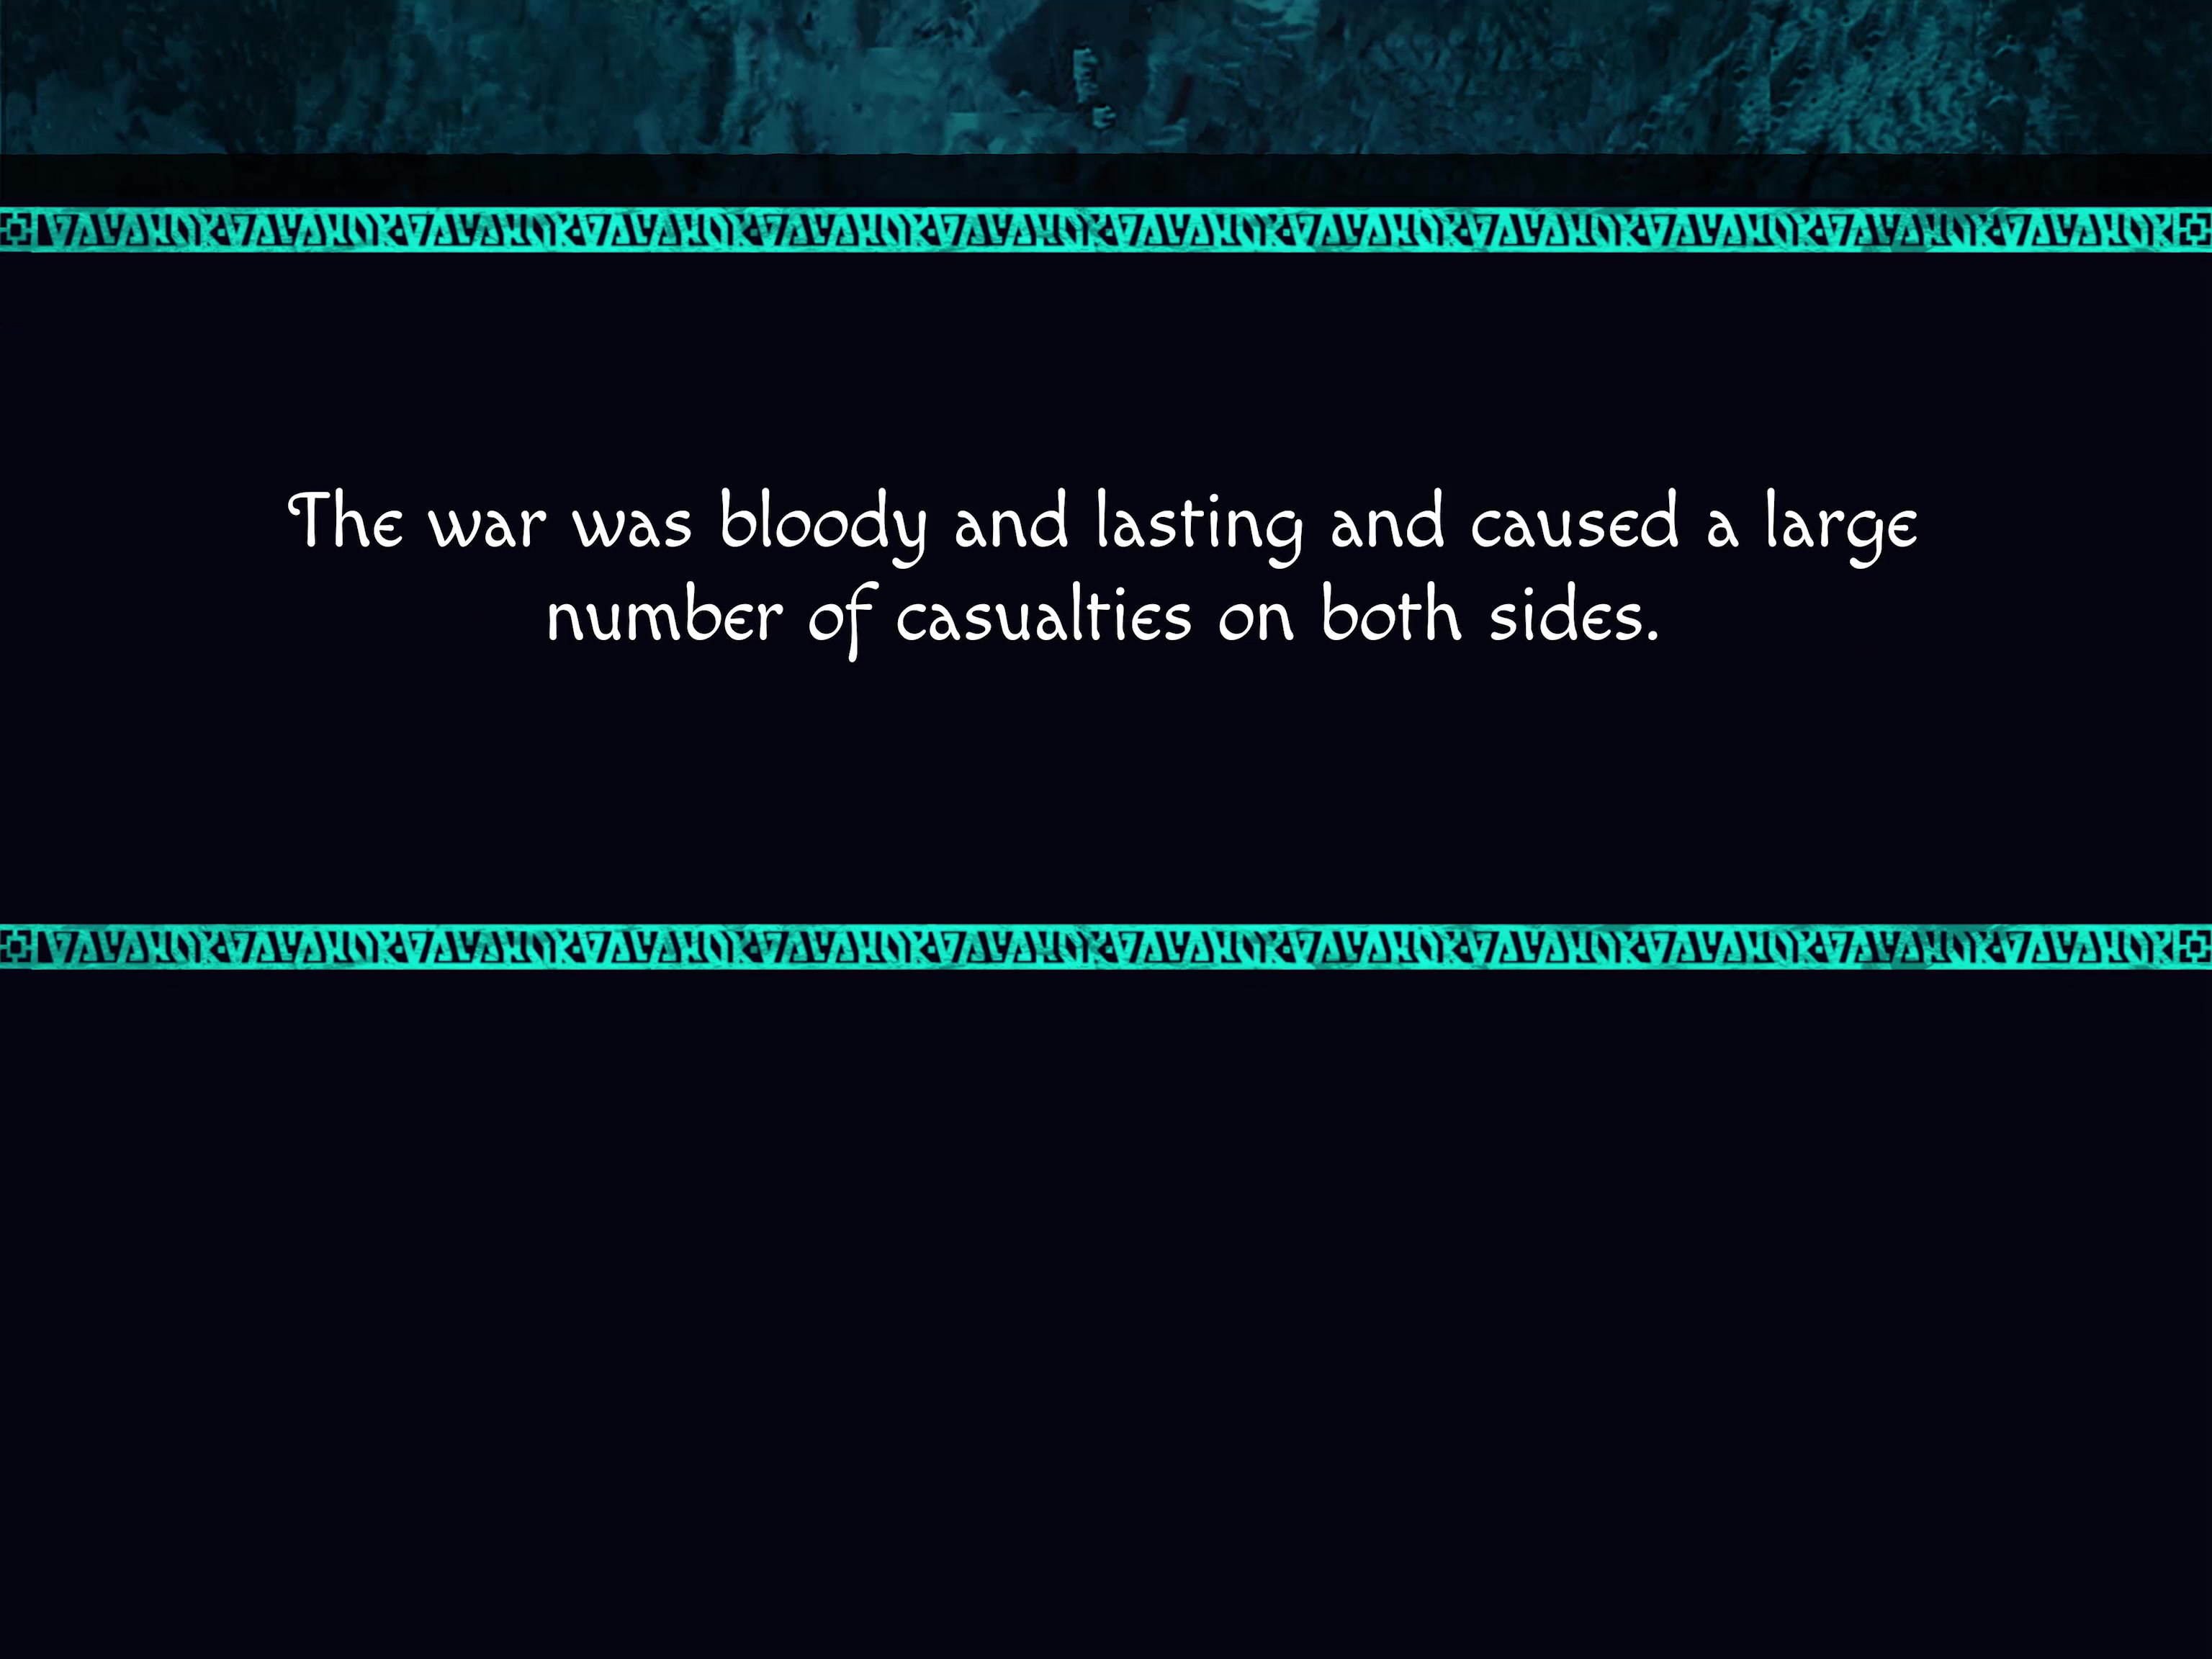 The war was bloody and lasting and caused a large
number of casualties on both sides.